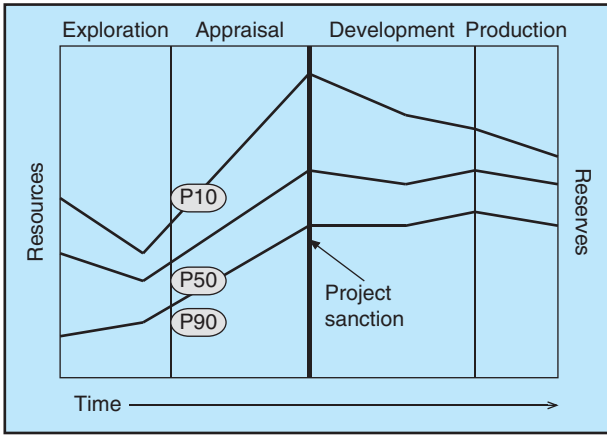 Exploration Appraisal Development Production
Resources
P10
P50
P90
Project
sanction
Reserves
Time